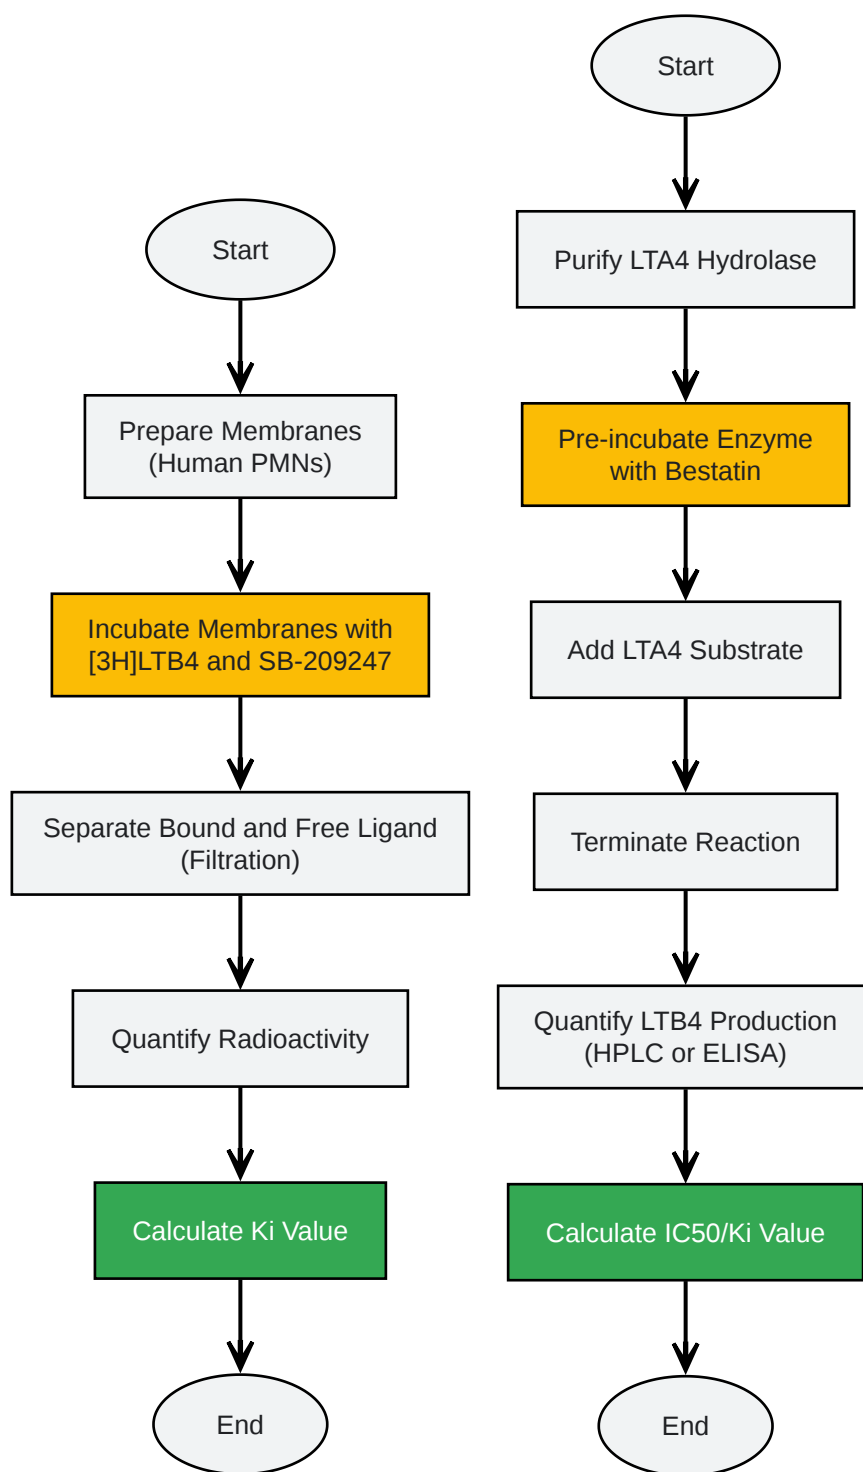 Start
Prepare Membranes
(Human PMNs)
Incubate Membranes with
[3H]LTB4 and SB-209247
Separate Bound and Free Ligand
(Filtration)
Quantify Radioactivity
Calculate Ki Value
End
Start
Purify LTA4 Hydrolase
Pre-incubate Enzyme
with Bestatin
Add LTA4 Substrate
Terminate Reaction
Quantify LTB4 Production
(HPLC or ELISA)
Calculate IC50/Ki Value
End